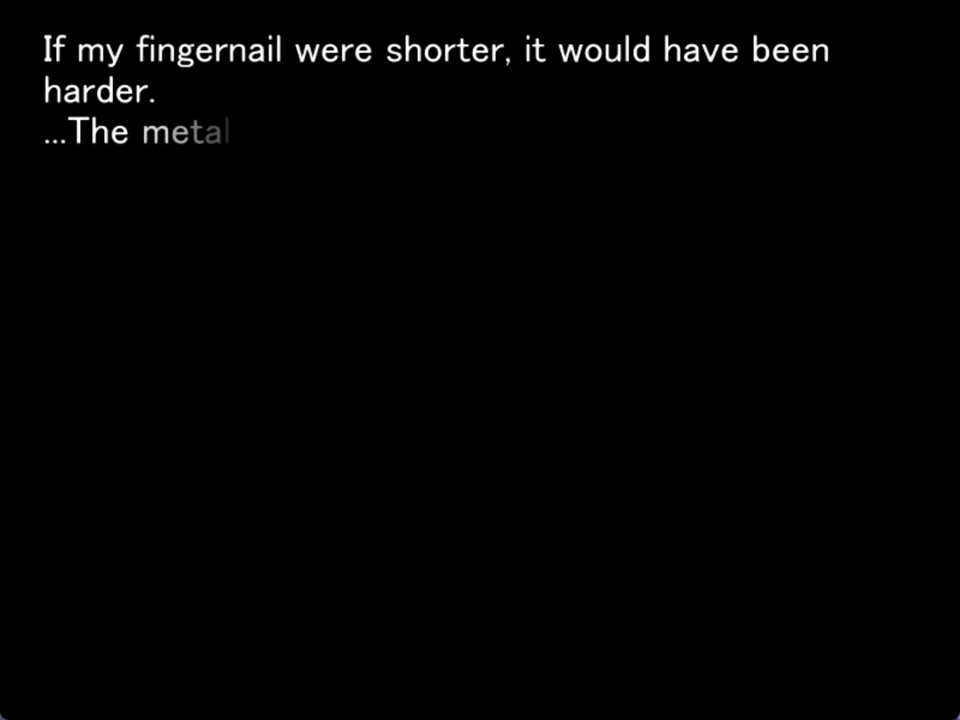 If my fingernail were shorter, it would have been
harder.
...The metal